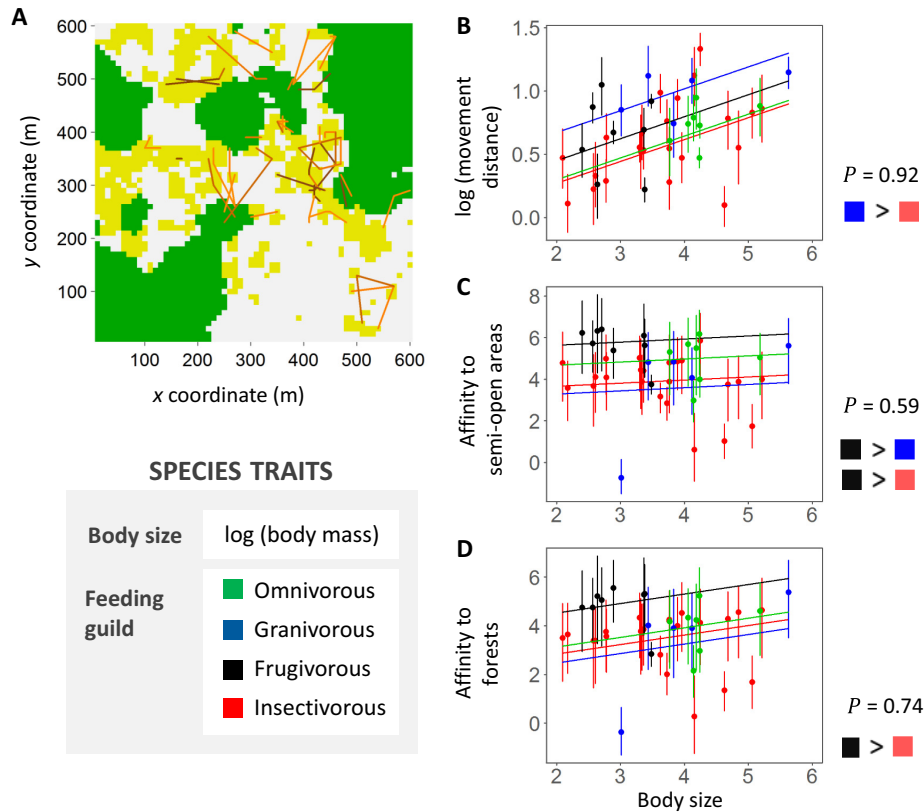 A
600
500
400
300
200
100
y coordinate (m)
100 200 300 400 500 600
x coordinate (m)
SPECIES TRAITS
Body size
log (body mass)
Feeding
guild
Omnivorous
Granivorous
Frugivorous
Insectivorous
B
1.5
1.0
0.5
0.0
log (movement
distance)
2 3 4 5 6
P = 0.92
>
C
8
6
4
2
0
Affinity to
semi-open areas
2 3 4 5 6
P = 0.59
>
>
D
6
4
2
0
Affinity to
forests
2 3 4 5 6
Body size
P = 0.74
>